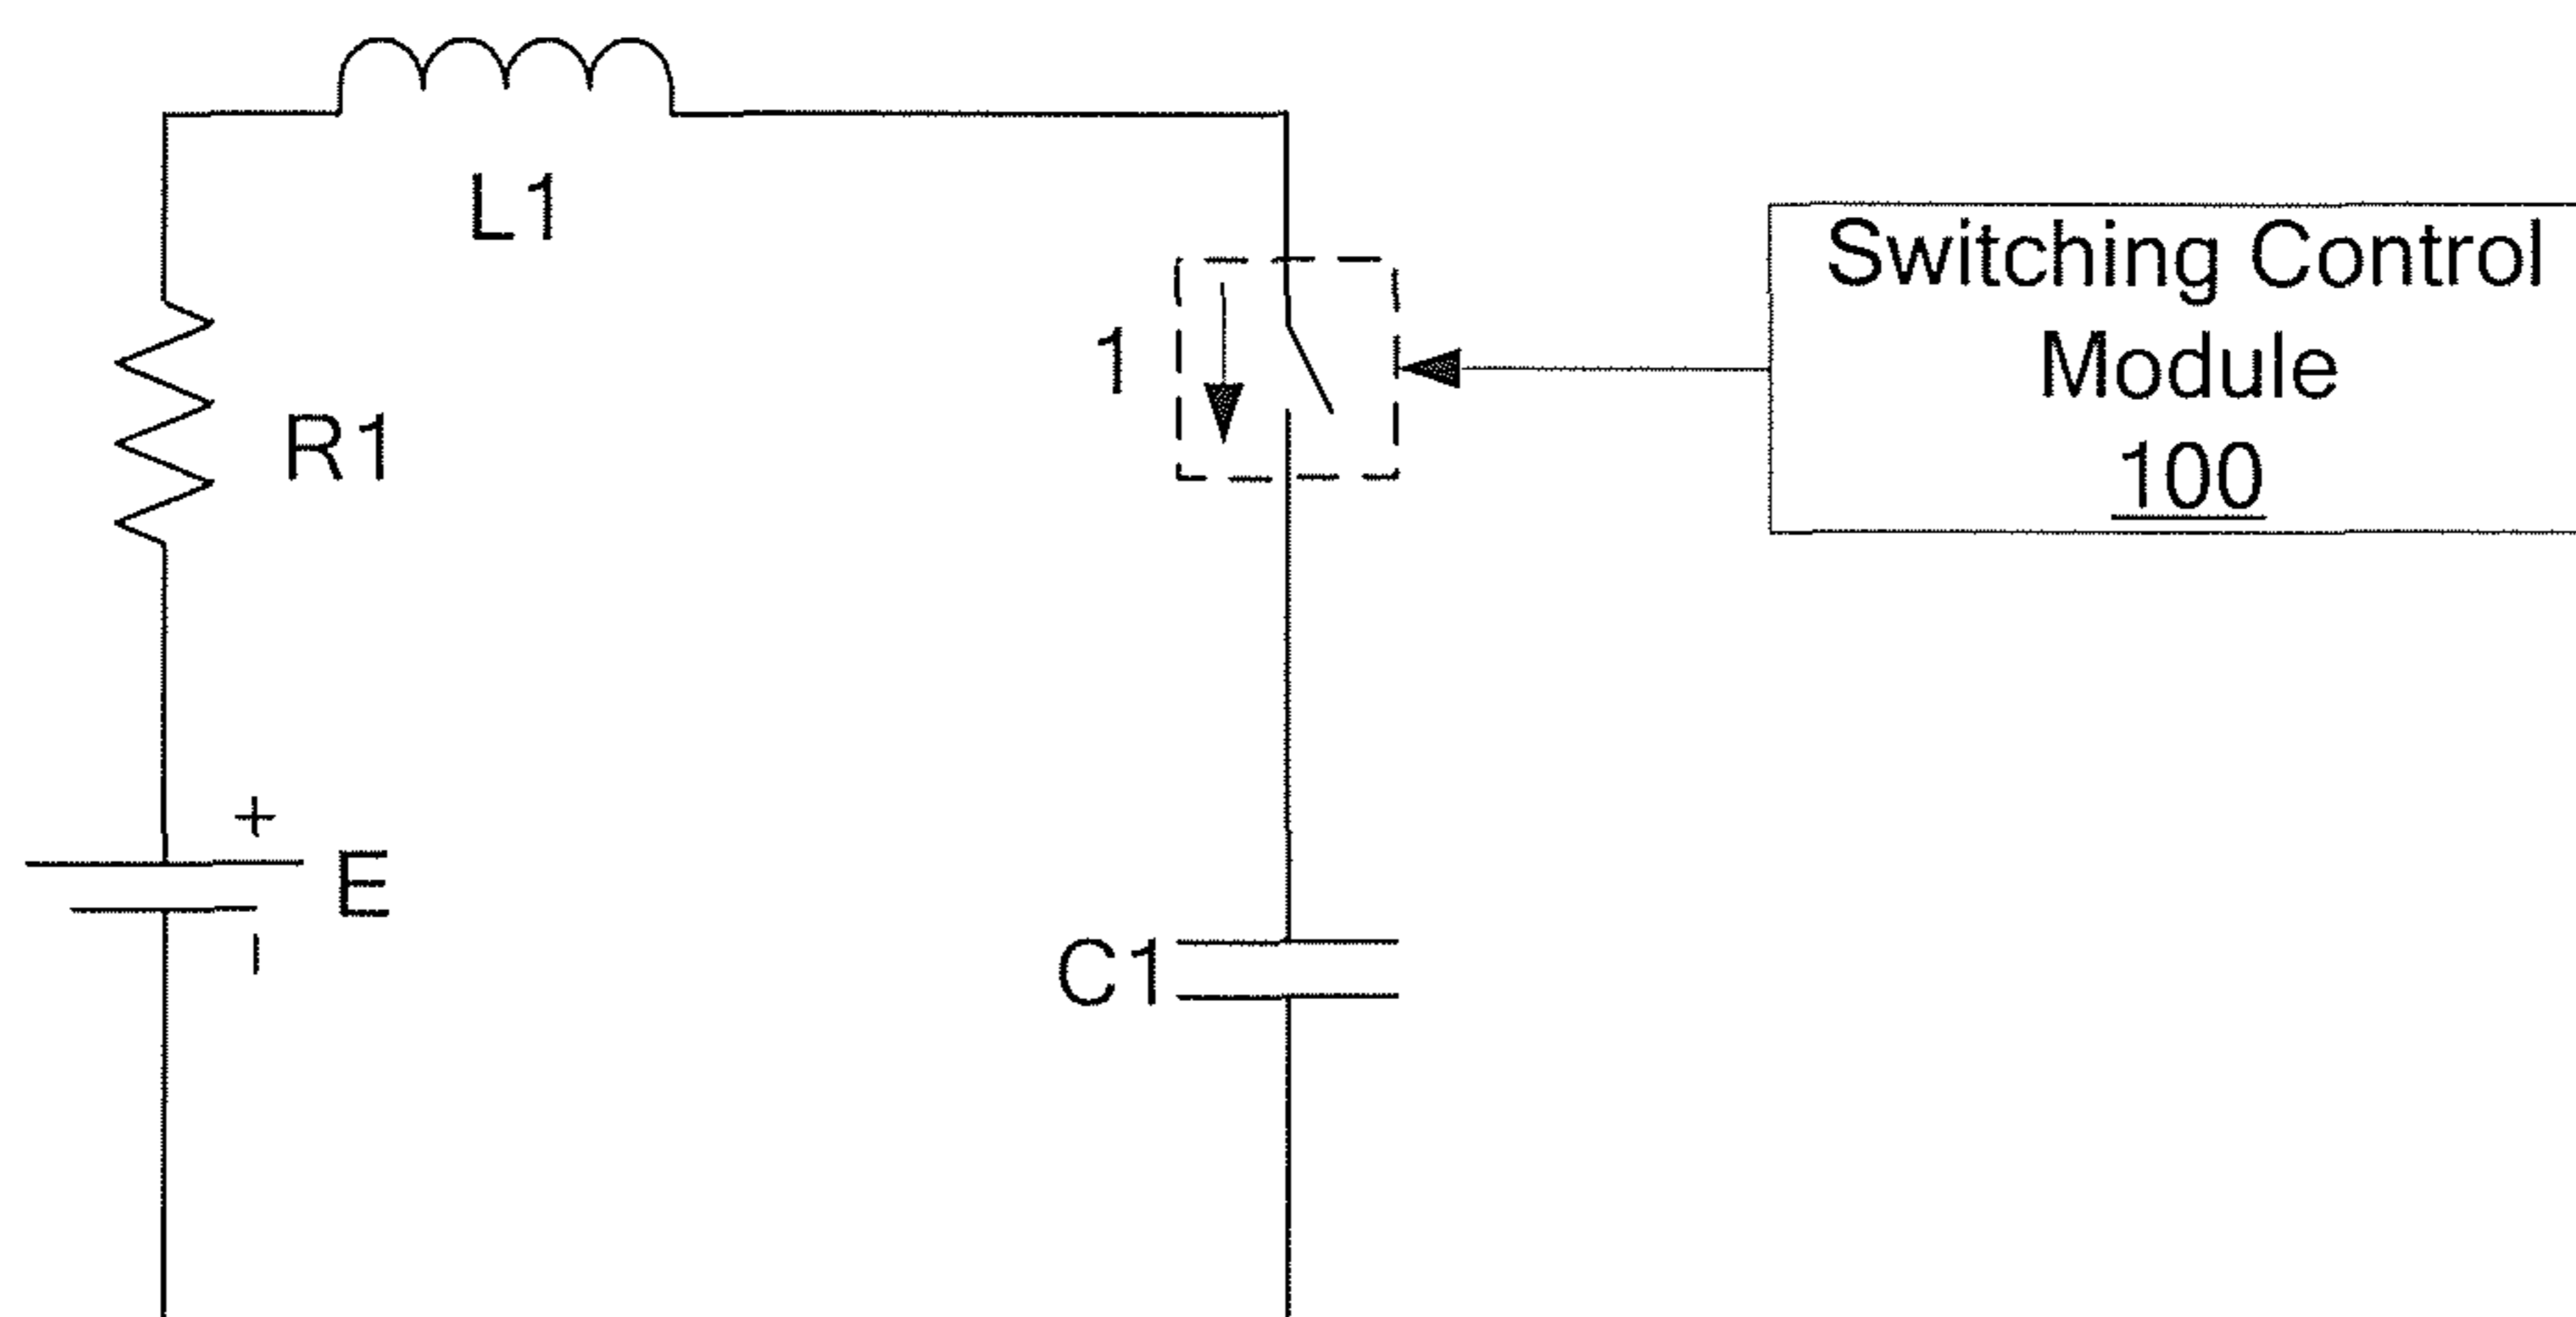 L1
Switching Control
Module
100
1
R1
+
E
-
C1